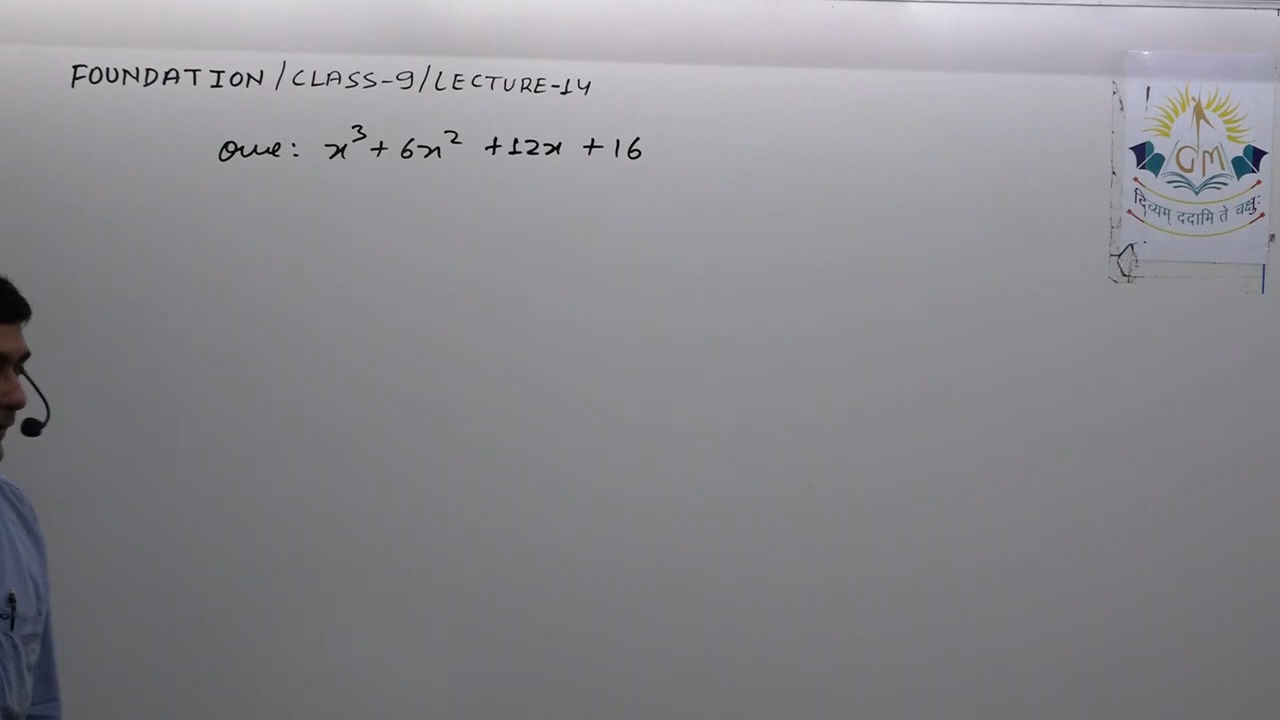 FOUNDATION/CLASS-9/LECTURE-14
Que: x³ + 6x² + 12x + 16
GM
दिव्यम् ददामि ते चक्षुः